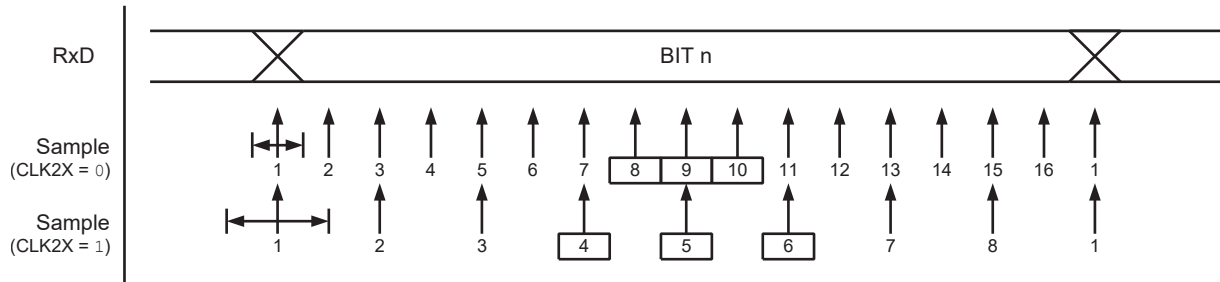 RxD BIT n
Sample
(CLK2X = 0) 1 2 3 4 5 6 7 8 9 10 11 12 13 14 15 16 1
Sample
(CLK2X = 1) 1 2 3 4 5 6 7 8 1